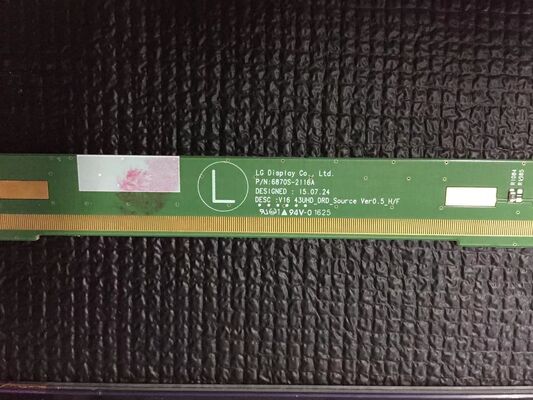 LG Display Co., Ltd.
P/N:6870S-2116A
DESIGNED : 15.07.24
DESC :V16 43UHD_DRD_Source Ver0.5_H/F
94V-0 1625
L